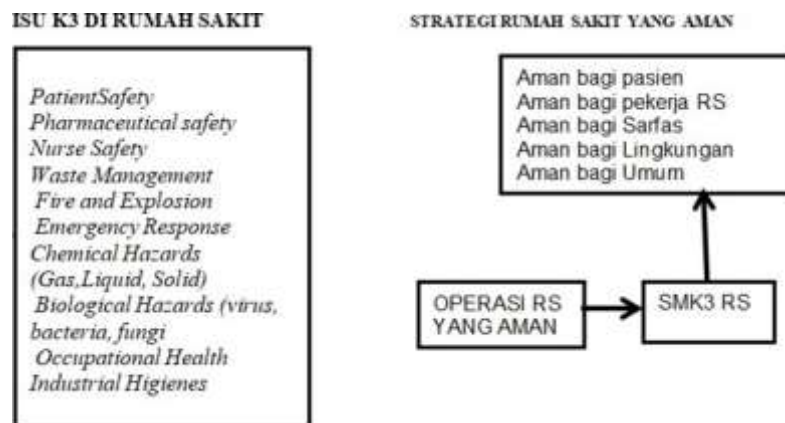 ISU K3 DI RUMAH SAKIT
PatientSafety
Pharmaceutical safety
Nurse Safety
Waste Management
Fire and Explosion
Emergency Response
Chemical Hazards
(Gas,Liquid, Solid)
Biological Hazards (virus,
bacteria, fungi
Occupational Health
Industrial Higienes
STRATEGI RUMAH SAKIT YANG AMAN
Aman bagi pasien
Aman bagi pekerja RS
Aman bagi Sarfas
Aman bagi Lingkungan
Aman bagi Umum
OPERASI RS
YANG AMAN
SMK3 RS